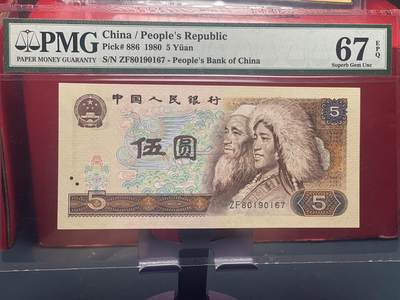 PMG
PAPER MONEY GUARANTY
China / People's Republic
Pick# 886 1980 5 Yüan
S/N ZF80190167 - People's Bank of China
67 EPQ
Superb Gem Unc
中国人民银行
5
伍圆
5
5
ZF80190167